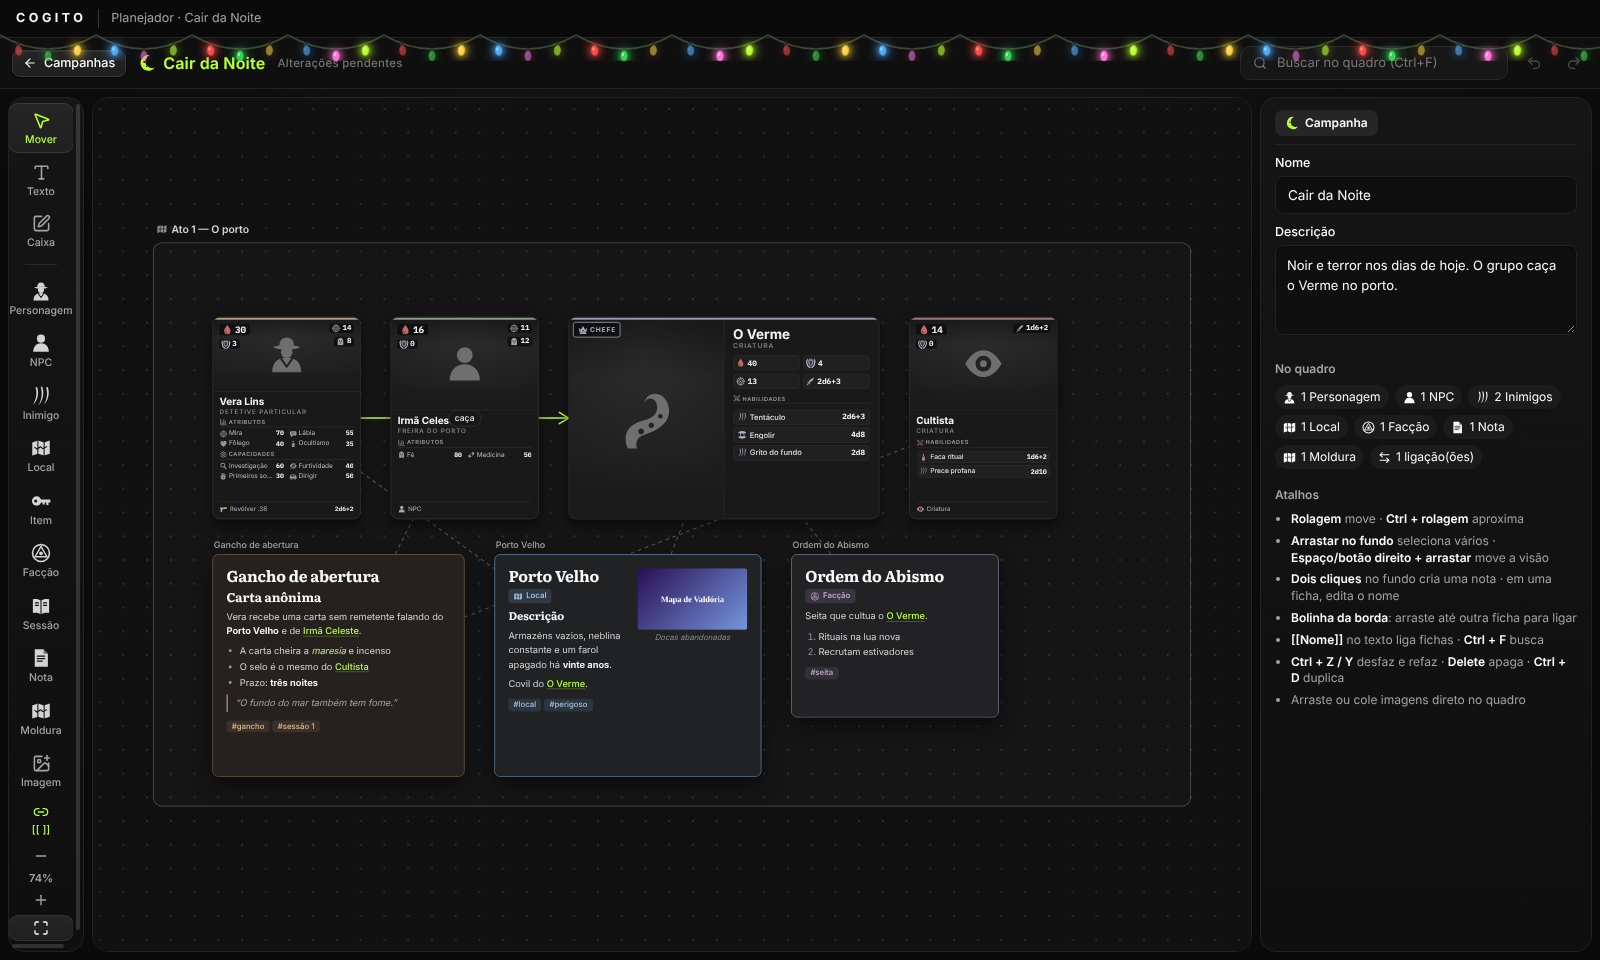 COGITO
Planejador · Cair da Noite
Campanhas
Cair da Noite
Alterações pendentes
Buscar no quadro (Ctrl+F)
Mover
Texto
Caixa
Personagem
NPC
Inimigo
Local
Item
Facção
Sessão
Nota
Moldura
Imagem
[[ ]]
74%
Ato 1 — O porto
30
14
3
8
Vera Lins
DETETIVE PARTICULAR
ATRIBUTOS
Mira 70 Lábia 55
Fôlego 40 Ocultismo 35
CAPACIDADES
Investigação 60 Furtividade 40
Primeiros so... 30 Dirigir 50
Revólver .38 2d6+2
16
11
0
12
Irmã Celes
caça
FREIRA DO PORTO
ATRIBUTOS
Fé 80 Medicina 50
NPC
CHEFE
O Verme
CRIATURA
40 4
13 2d6+3
HABILIDADES
Tentáculo 2d6+3
Engolir 4d8
Grito do fundo 2d8
14
1d6+2
0
Cultista
CRIATURA
HABILIDADES
Faca ritual 1d6+2
Prece profana 2d10
Criatura
Gancho de abertura
Gancho de abertura
Carta anônima
Vera recebe uma carta sem remetente falando do
Porto Velho e de Irmã Celeste.
• A carta cheira a maresia e incenso
• O selo é o mesmo do Cultista
• Prazo: três noites
"O fundo do mar também tem fome."
#gancho #sessão 1
Porto Velho
Porto Velho
Local
Descrição
Armazéns vazios, neblina
constante e um farol
apagado há vinte anos.
Covil do O Verme.
#local #perigoso
Mapa de Valdória
Docas abandonadas
Ordem do Abismo
Ordem do Abismo
Facção
Seita que cultua o O Verme.
1. Rituais na lua nova
2. Recrutam estivadores
#seita
Campanha
Nome
Cair da Noite
Descrição
Noir e terror nos dias de hoje. O grupo caça
o Verme no porto.
No quadro
1 Personagem
1 NPC
2 Inimigos
1 Local
1 Facção
1 Nota
1 Moldura
1 ligação(ões)
Atalhos
• Rolagem move · Ctrl + rolagem aproxima
• Arrastar no fundo seleciona vários ·
Espaço/botão direito + arrastar move a visão
• Dois cliques no fundo cria uma nota · em uma
ficha, edita o nome
• Bolinha da borda: arraste até outra ficha para ligar
• [[Nome]] no texto liga fichas · Ctrl + F busca
• Ctrl + Z / Y desfaz e refaz · Delete apaga · Ctrl +
D duplica
• Arraste ou cole imagens direto no quadro